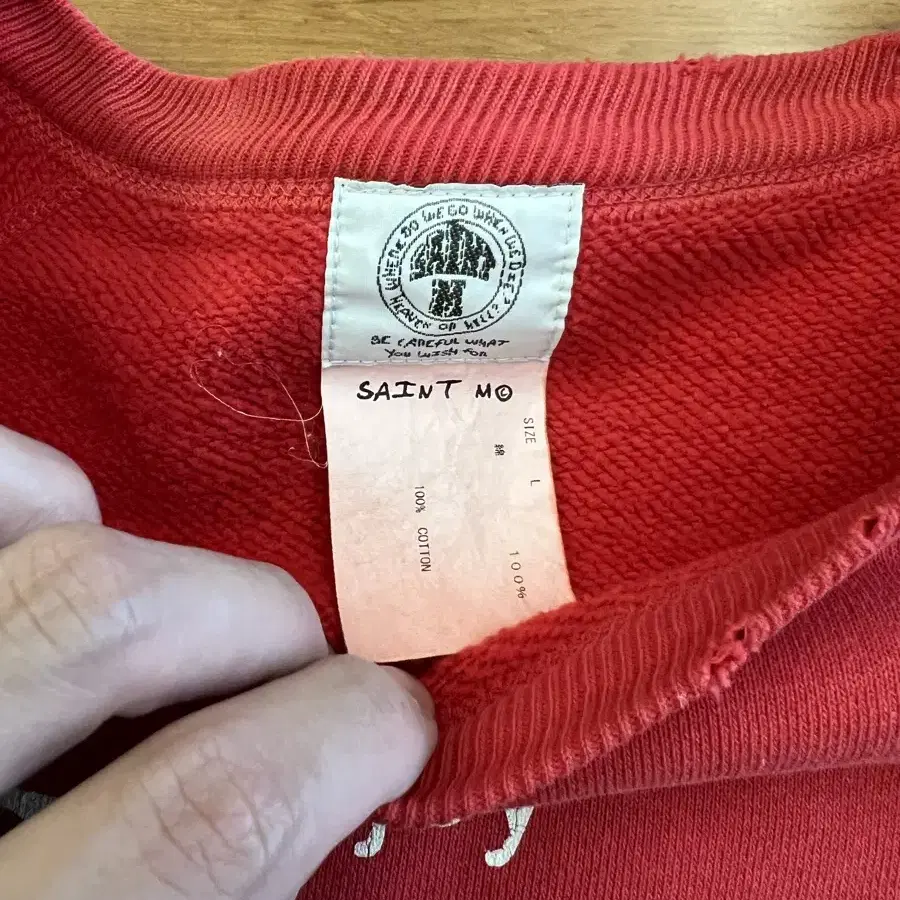 WHERE DO WE GO WHEN WE DIE?
SAINT
M
HEAVEN OR HELL?
BE CAREFUL WHAT
YOU WISH FOR
SAINT M©
SIZE L
綿 100%
100% COTTON